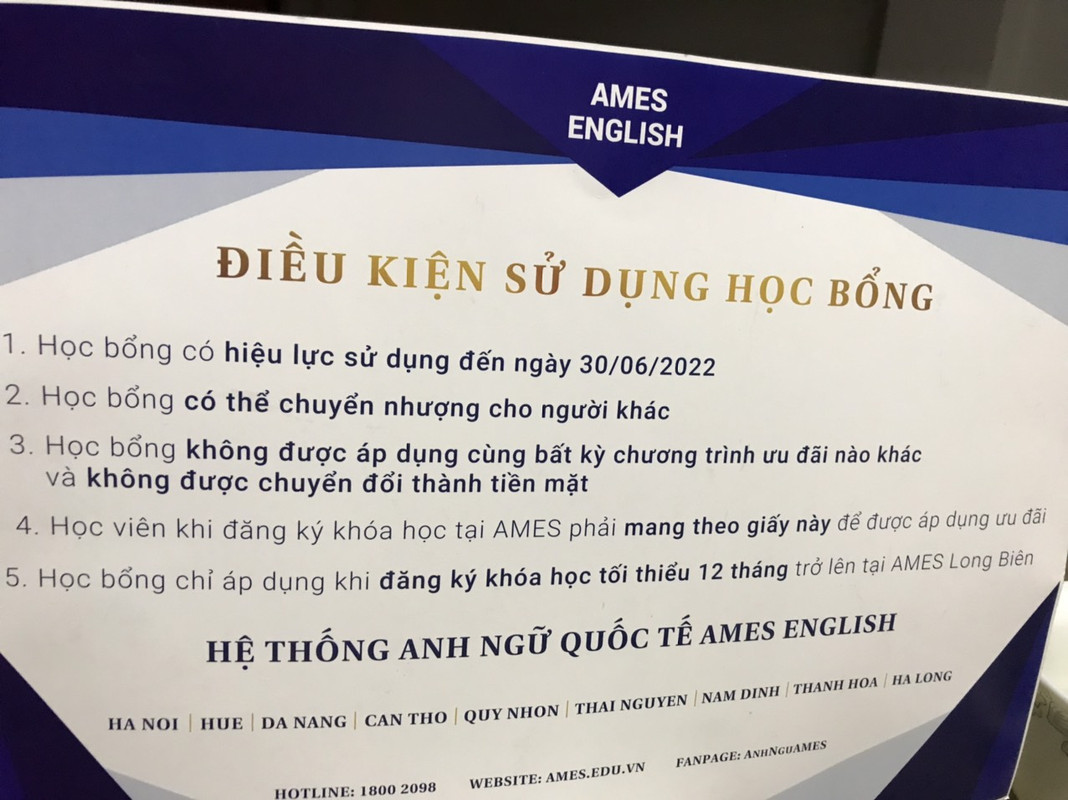 AMES
ENGLISH
ĐIỀU KIỆN SỬ DỤNG HỌC BỔNG
1. Học bổng có hiệu lực sử dụng đến ngày 30/06/2022
2. Học bổng có thể chuyển nhượng cho người khác
3. Học bổng không được áp dụng cùng bất kỳ chương trình ưu đãi nào khác
và không được chuyển đổi thành tiền mặt
4. Học viên khi đăng ký khóa học tại AMES phải mang theo giấy này để được áp dụng ưu đãi
5. Học bổng chỉ áp dụng khi đăng ký khóa học tối thiểu 12 tháng trở lên tại AMES Long Biên
HỆ THỐNG ANH NGỮ QUỐC TẾ AMES ENGLISH
HA NOI | HUE | DA NANG | CAN THO | QUY NHON | THAI NGUYEN | NAM DINH | THANH HOA | HA LONG
HOTLINE: 1800 2098 WEBSITE: AMES.EDU.VN FANPAGE: ANHNGUAMES